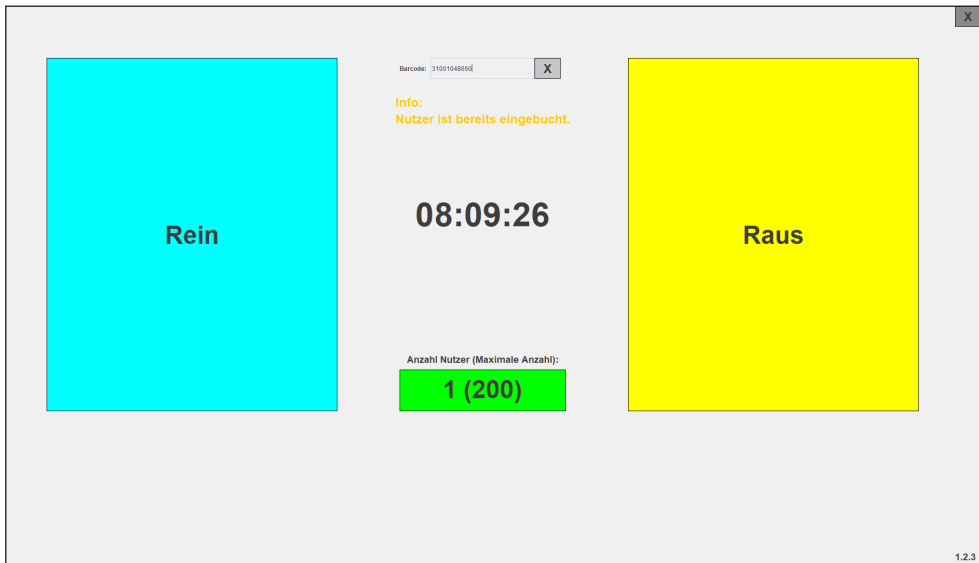 X
Barcode: 31001048560 X
Info:
Nutzer ist bereits eingebucht.
08:09:26
Rein
Raus
Anzahl Nutzer (Maximale Anzahl):
1 (200)
1.2.3